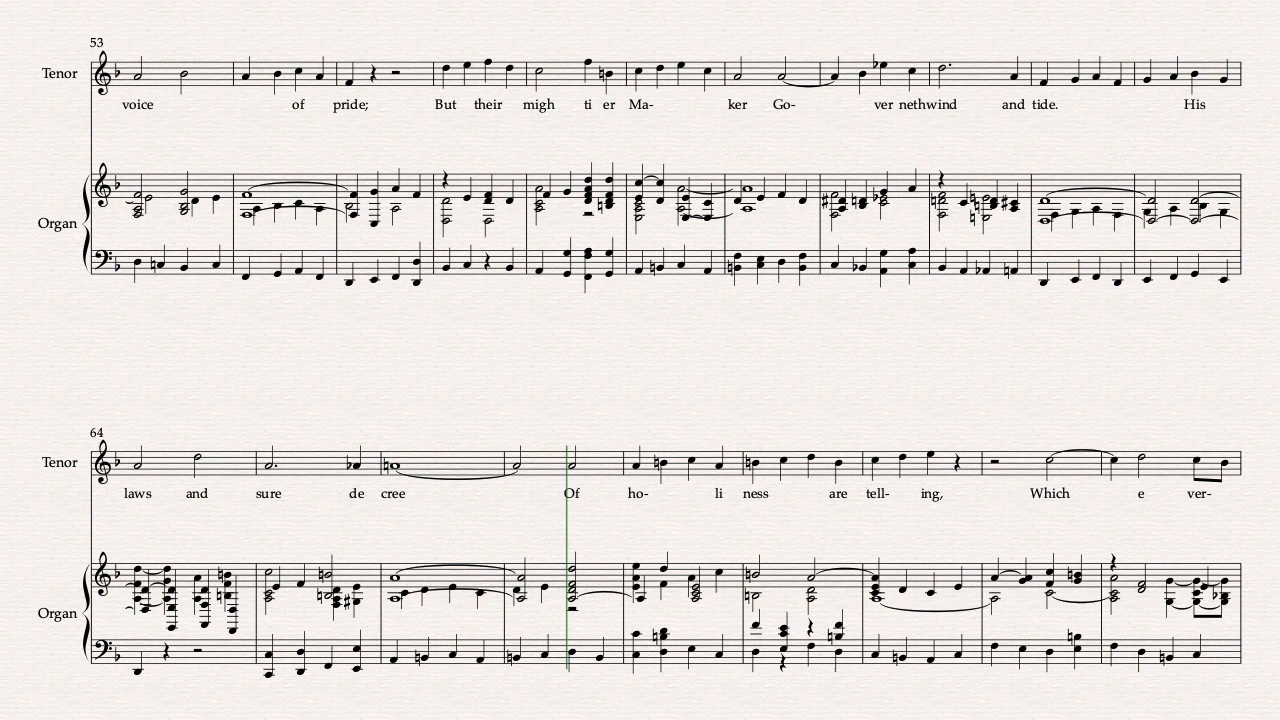 53
Tenor
voice of pride; But their migh ti er Ma- ker Go- ver nethwind and tide. His
Organ
64
Tenor
laws and sure de cree Of ho- li ness are tell- ing, Which e ver-
Organ